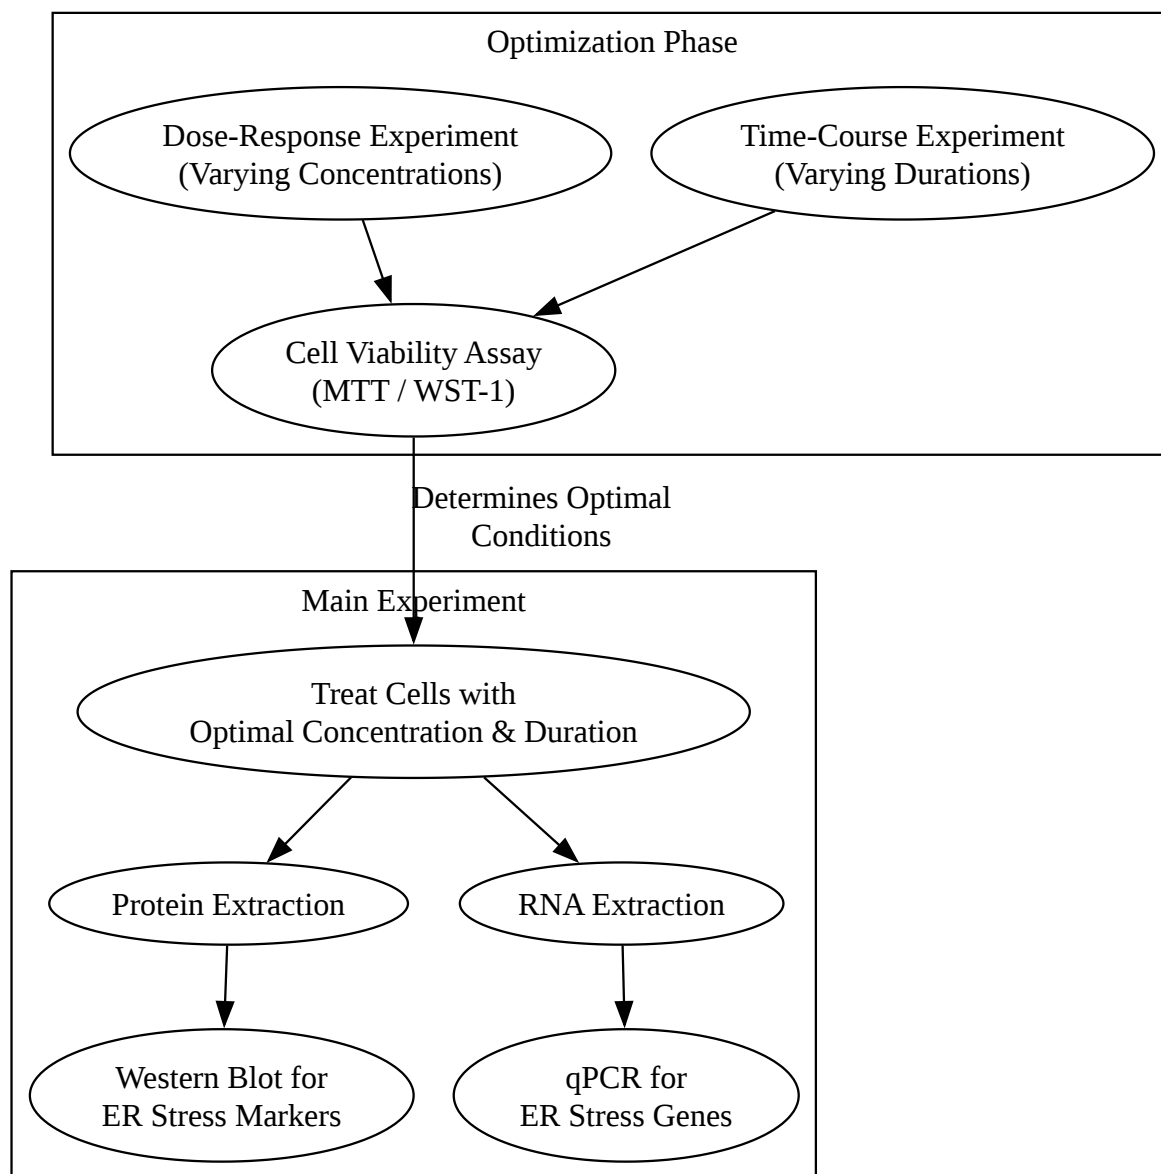 Optimization Phase
Dose-Response Experiment
(Varying Concentrations)
Time-Course Experiment
(Varying Durations)
Cell Viability Assay
(MTT / WST-1)
Determines Optimal
Conditions
Main Experiment
Treat Cells with
Optimal Concentration & Duration
Protein Extraction
RNA Extraction
Western Blot for
ER Stress Markers
qPCR for
ER Stress Genes